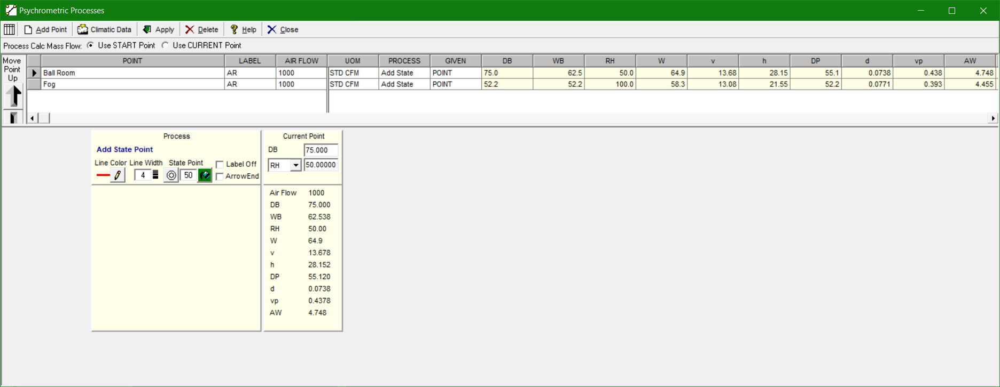 Psychrometric Processes
Add Point Climatic Data Apply Delete Help Close
Process Calc Mass Flow: Use START Point Use CURRENT Point
Move Point Up
POINT LABEL AIR FLOW UOM PROCESS GIVEN DB WB RH W v h DP d vp AW
Ball Room AR 1000 STD CFM Add State POINT 75.0 62.5 50.0 64.9 13.68 28.15 55.1 0.0738 0.438 4.748
Fog AR 1000 STD CFM Add State POINT 52.2 52.2 100.0 58.3 13.08 21.55 52.2 0.0771 0.393 4.455
Process
Add State Point
Line Color Line Width State Point Label Off
4 50 ArrowEnd
Current Point
DB 75.000
RH 50.00000
Air Flow 1000
DB 75.000
WB 62.538
RH 50.00
W 64.9
v 13.678
h 28.152
DP 55.120
d 0.0738
vp 0.4378
AW 4.748